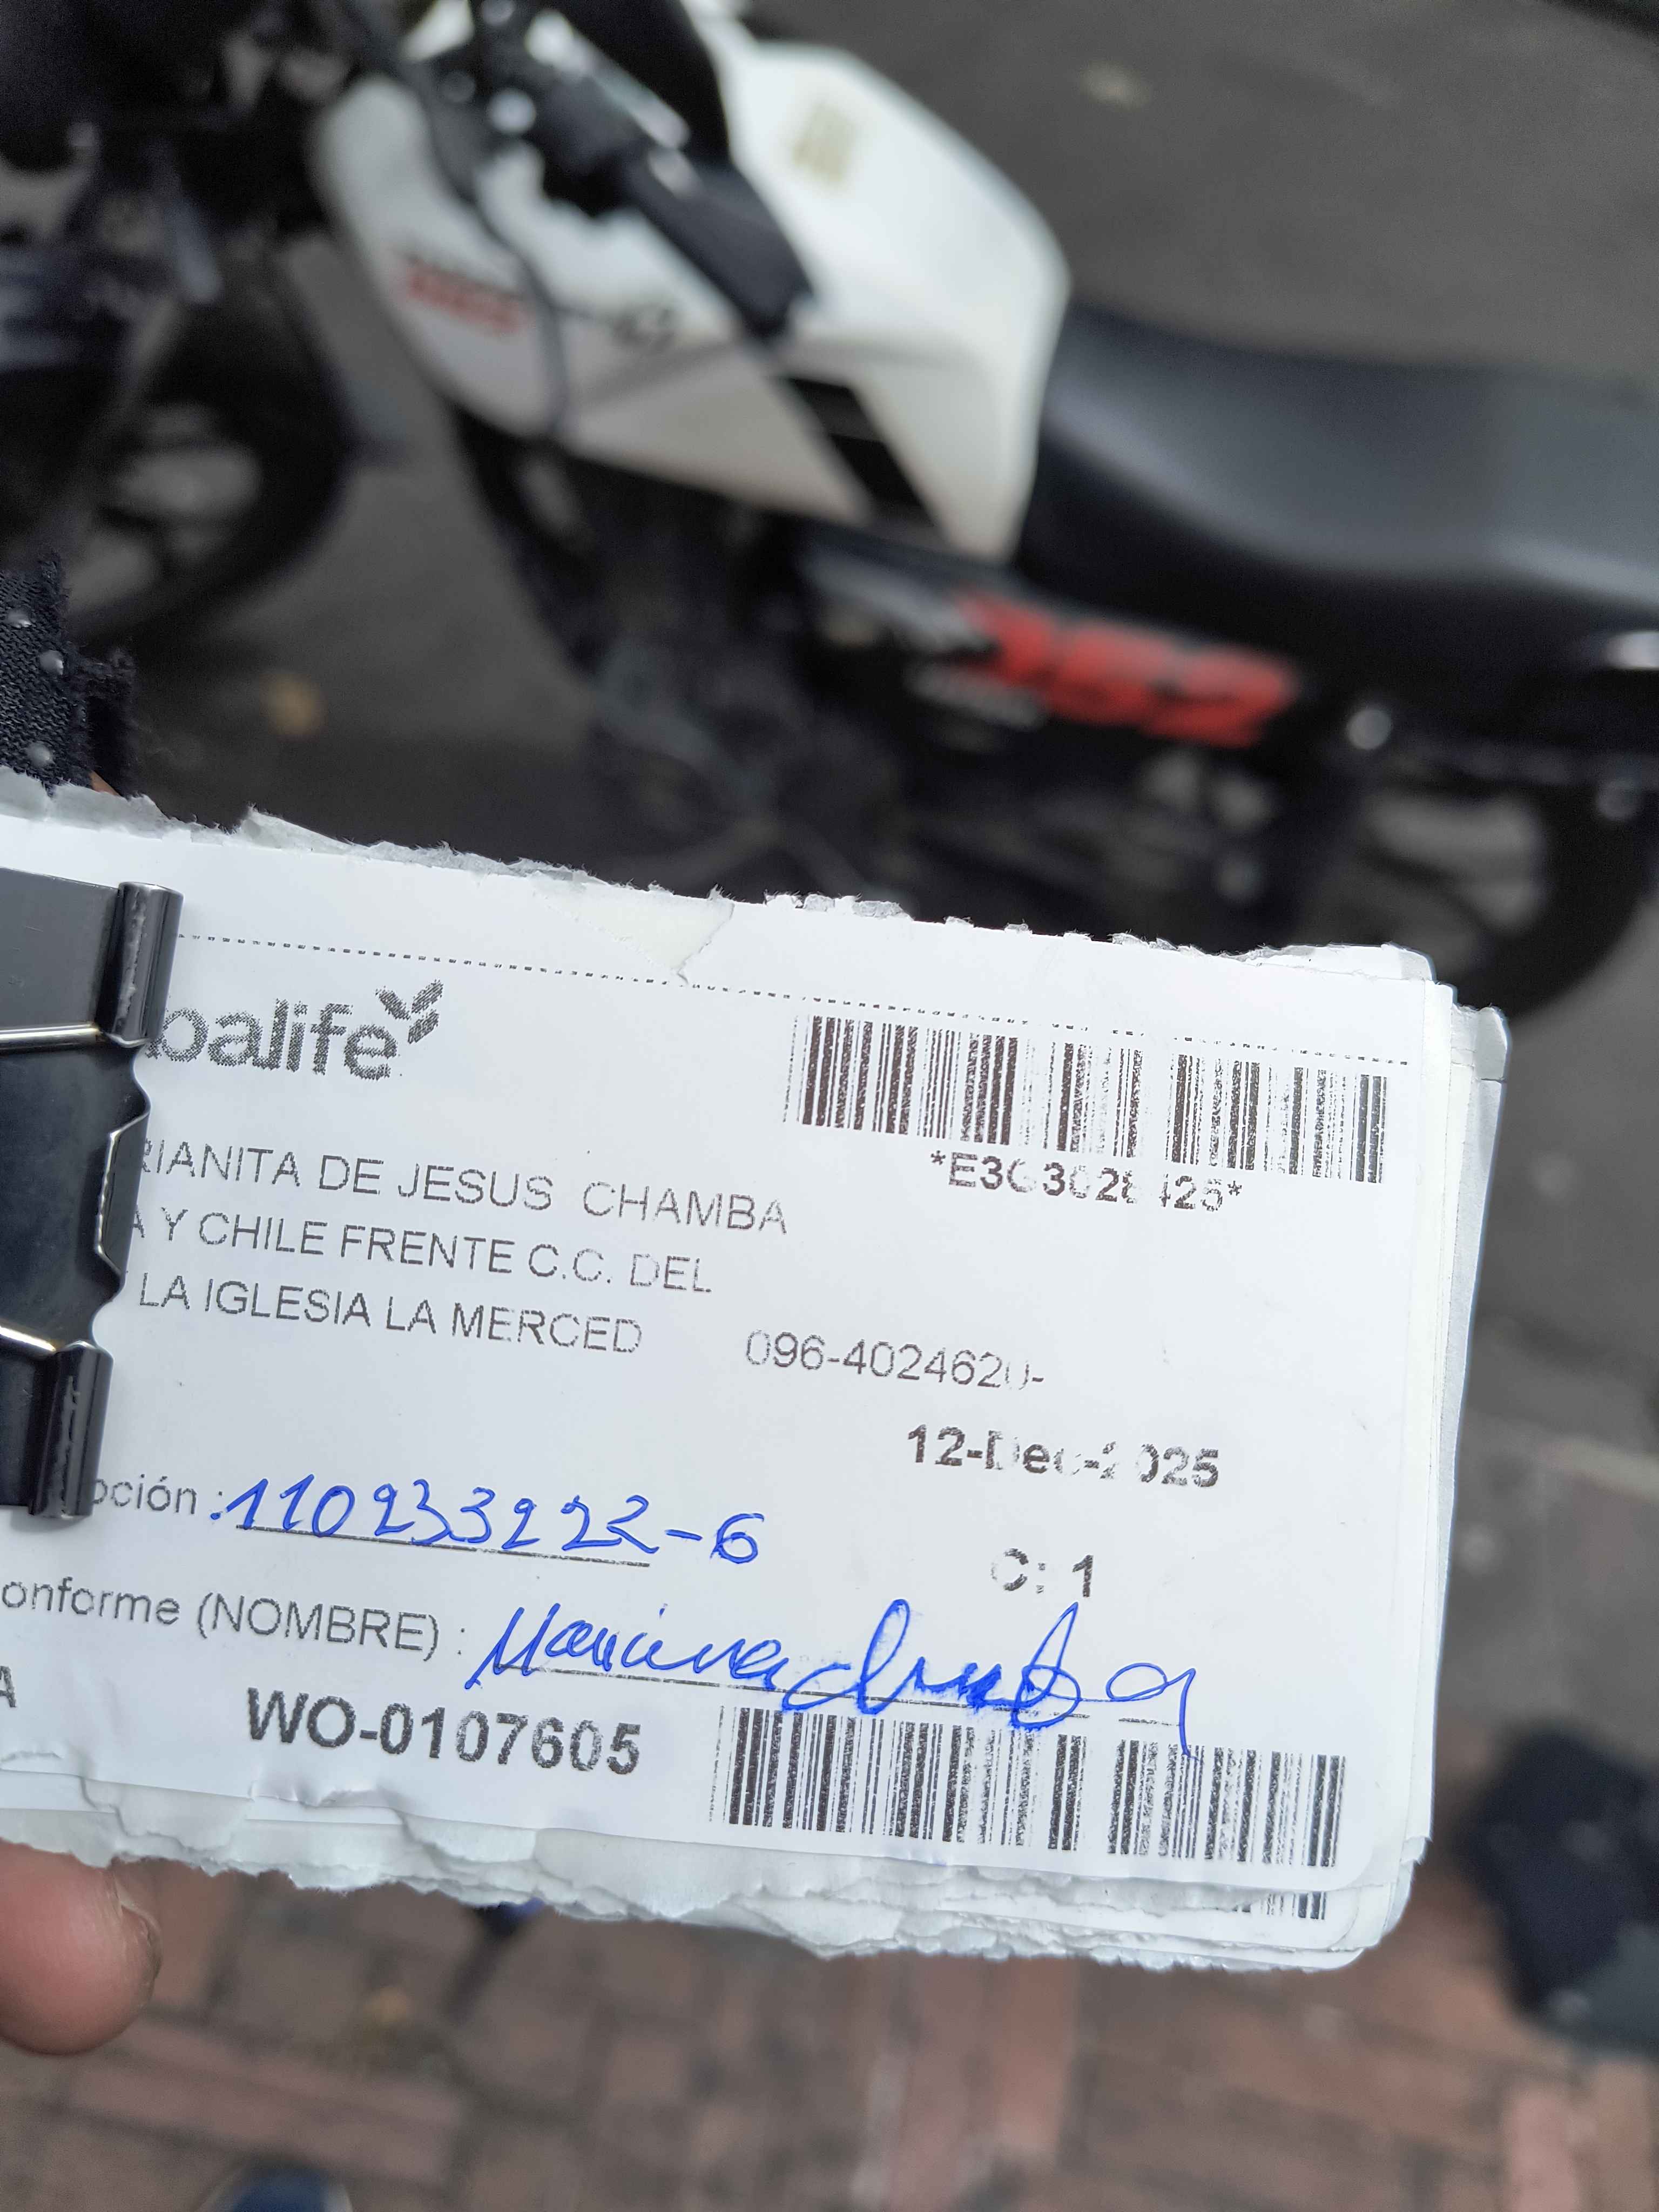 balife
*E303028425*
RIANITA DE JESUS CHAMBA
A Y CHILE FRENTE C.C. DEL
LA IGLESIA LA MERCED 096-4024620-
12-Dec-2025
pción : 110233222-6
C: 1
onforme (NOMBRE) :
A
WO-0107605